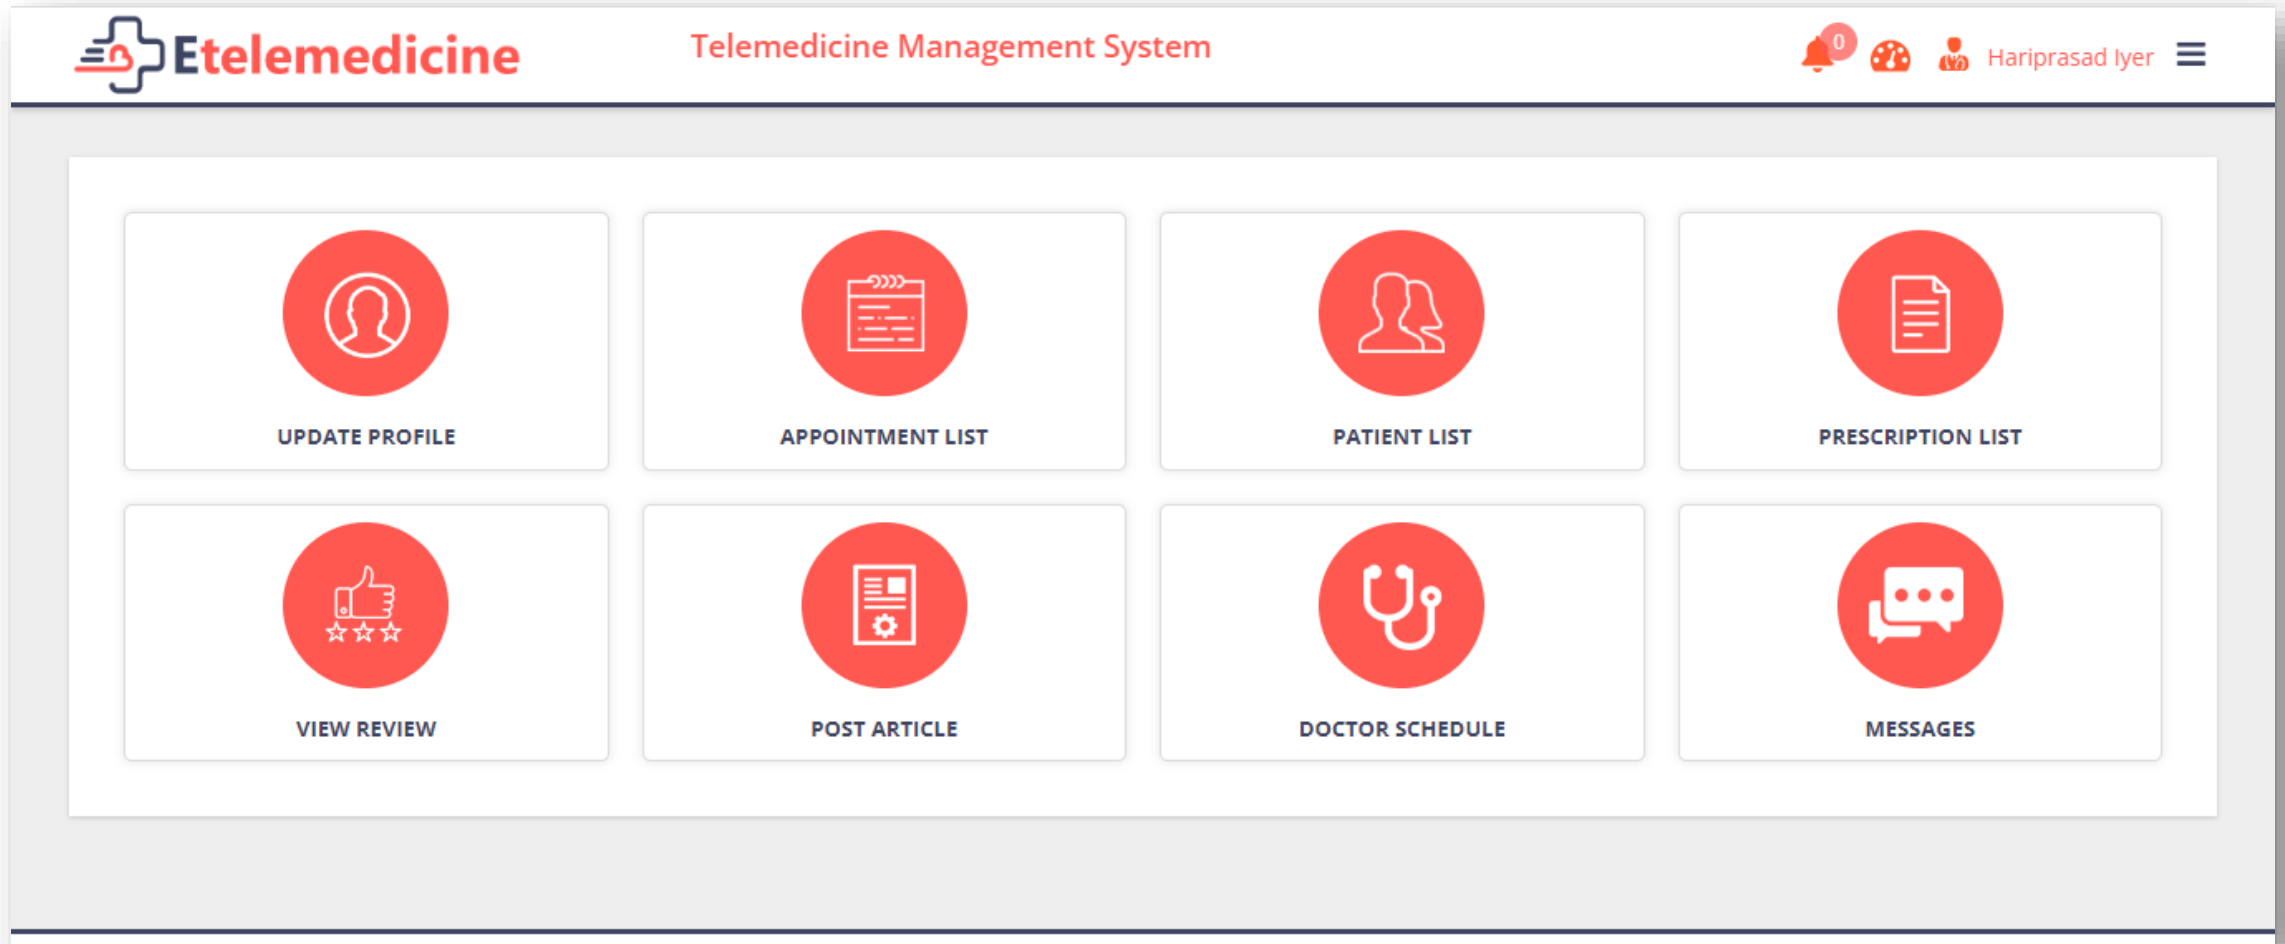 Etelemedicine
Telemedicine Management System
0
Hariprasad Iyer
UPDATE PROFILE
APPOINTMENT LIST
PATIENT LIST
PRESCRIPTION LIST
VIEW REVIEW
POST ARTICLE
DOCTOR SCHEDULE
MESSAGES